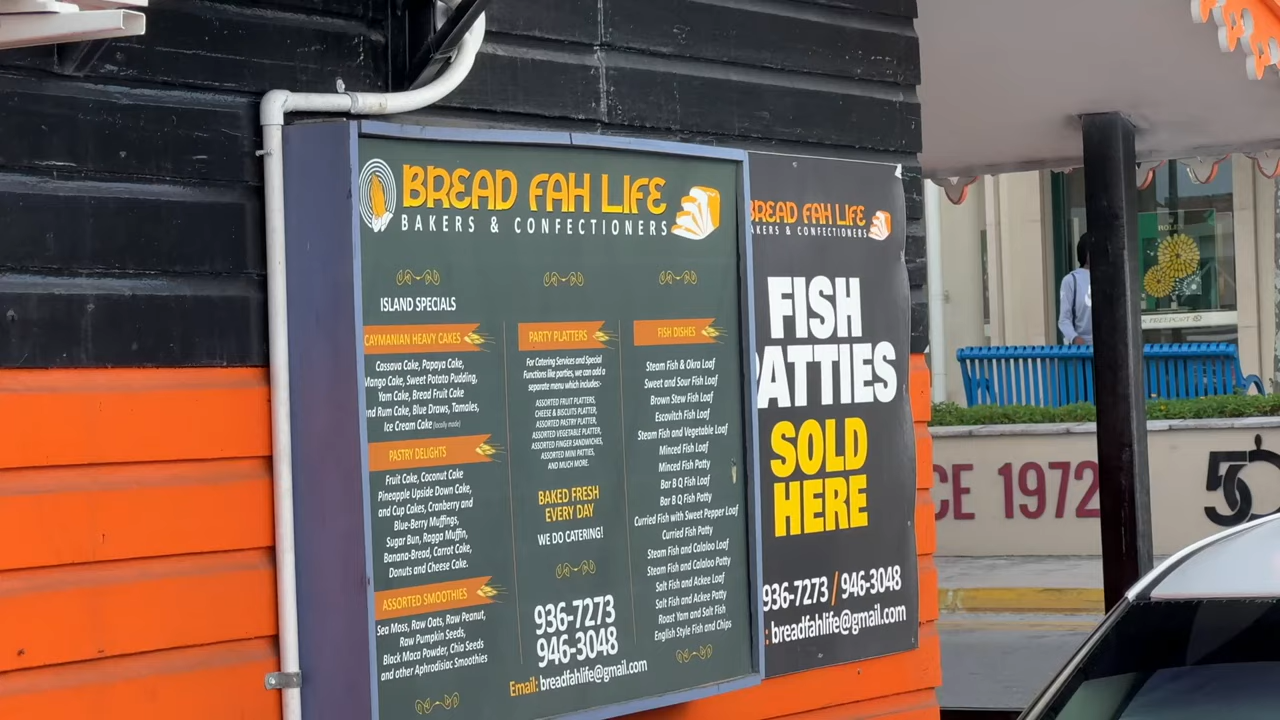 BREAD FAH LIFE
BAKERS & CONFECTIONERS
ISLAND SPECIALS
CAYMANIAN HEAVY CAKES
Cassava Cake, Papaya Cake,
Mango Cake, Sweet Potato Pudding,
Yam Cake, Bread Fruit Cake
nd Rum Cake, Blue Draws, Tamales,
Ice Cream Cake (locally made)
PASTRY DELIGHTS
Fruit Cake, Coconut Cake
Pineapple Upside Down Cake,
and Cup Cakes, Cranberry and
Blue-Berry Muffings,
Sugar Bun, Ragga Muffin,
Banana-Bread, Carrot Cake,
Donuts and Cheese Cake.
ASSORTED SMOOTHIES
Sea Moss, Raw Oats, Raw Peanut,
Raw Pumpkin Seeds,
Black Maca Powder, Chia Seeds
and other Aphrodisiac Smoothies
PARTY PLATTERS
For Catering Services and Special
Functions like parties, we can add a
separate menu which includes:-
ASSORTED FRUIT PLATTERS,
CHEESE & BISCUITS PLATTER,
ASSORTED PASTRY PLATTER,
ASSORTED VEGETABLE PLATTER,
ASSORTED FINGER SANDWICHES,
ASSORTED MINI PATTIES,
AND MUCH MORE.
BAKED FRESH
EVERY DAY
WE DO CATERING!
936-7273
946-3048
Email: breadfahlife@gmail.com
FISH DISHES
Steam Fish & Okra Loaf
Sweet and Sour Fish Loaf
Brown Stew Fish Loaf
Escovitch Fish Loaf
Steam Fish and Vegetable Loaf
Minced Fish Loaf
Minced Fish Patty
Bar B Q Fish Loaf
Bar B Q Fish Patty
Curried Fish with Sweet Pepper Loaf
Curried Fish Patty
Steam Fish and Calaloo Loaf
Steam Fish and Calaloo Patty
Salt Fish and Ackee Loaf
Salt Fish and Ackee Patty
Roast Yam and Salt Fish
English Style Fish and Chips
BREAD FAH LIFE
AKERS & CONFECTIONERS
FISH
PATTIES
SOLD
HERE
936-7273 / 946-3048
: breadfahlife@gmail.com
CE 1972
50